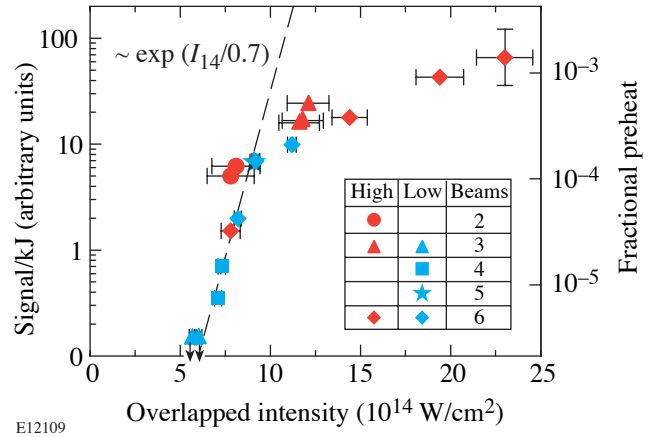 100
10
1
0
Signal/kJ (arbitrary units)
~ exp (I14/0.7)
10⁻³
10⁻⁴
10⁻⁵
Fractional preheat
High Low Beams
2
3
4
5
6
0 5 10 15 20 25
Overlapped intensity (10¹⁴ W/cm²)
E12109